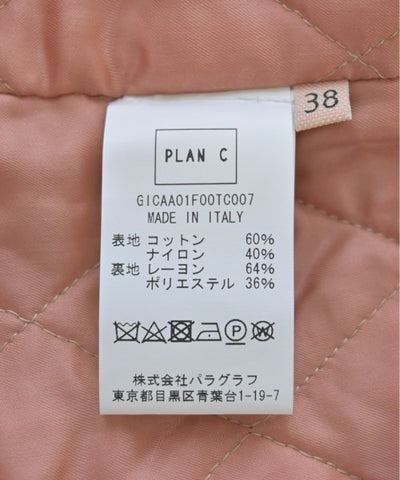 38
PLAN C
GICAA01F00TC007
MADE IN ITALY
表地 コットン 60%
ナイロン 40%
裏地 レーヨン 64%
ポリエステル 36%
P W
株式会社パラグラフ
東京都目黒区青葉台1-19-7